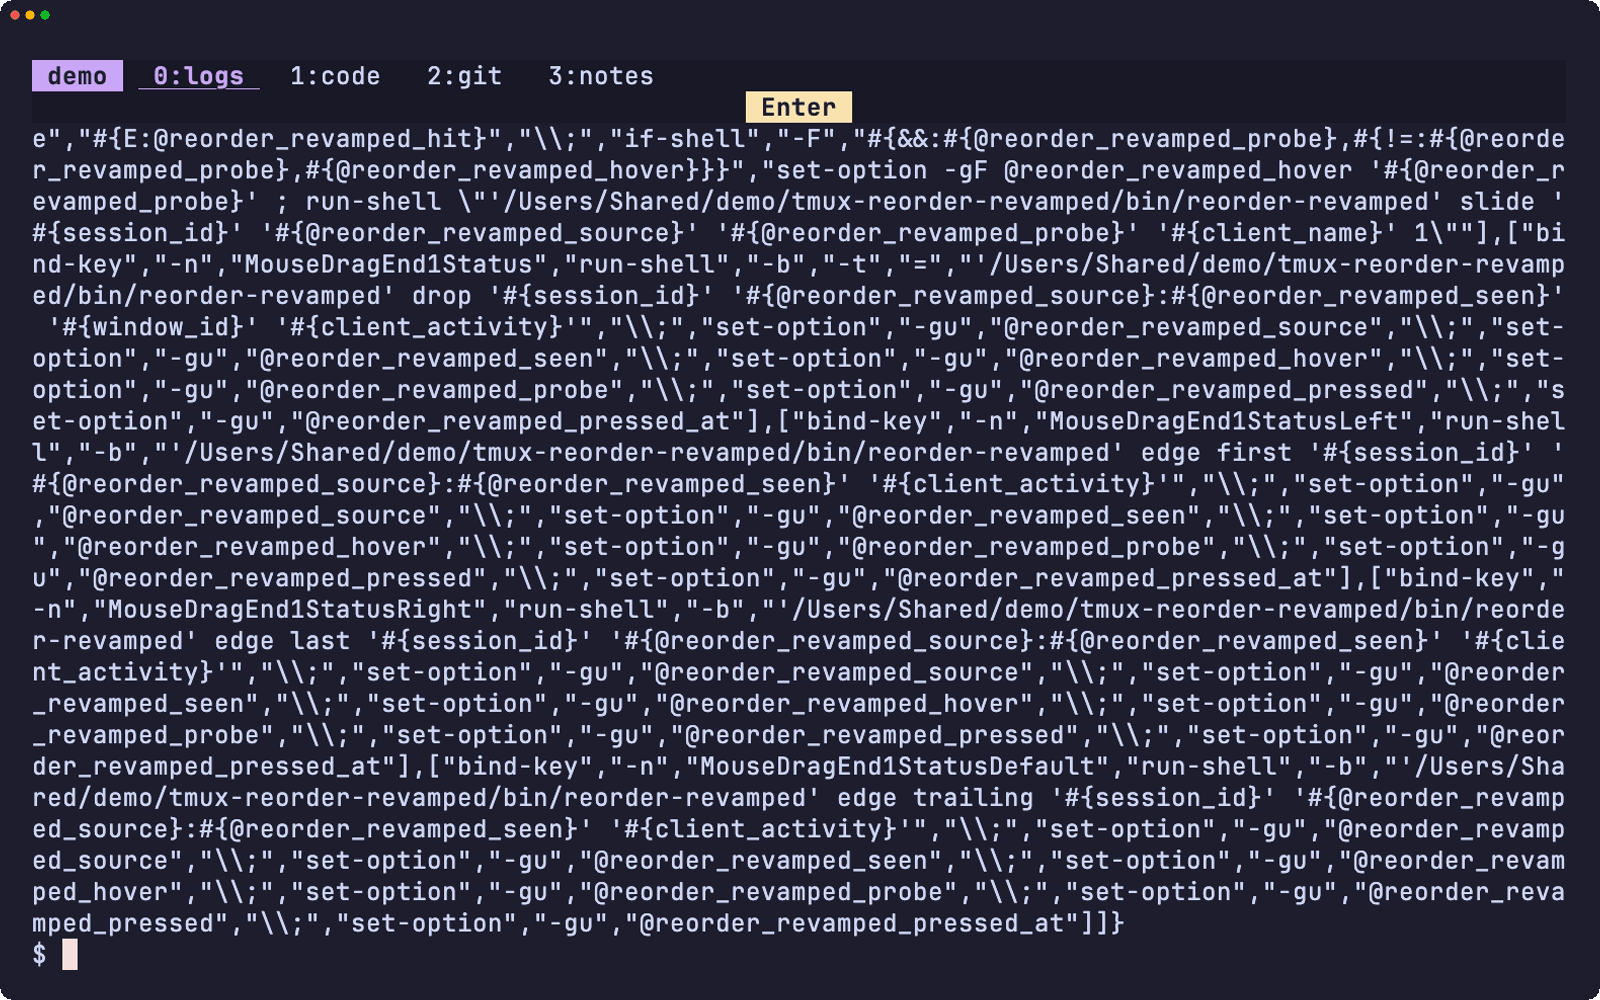 demo 0:logs 1:code 2:git 3:notes
Enter
e","#{E:@reorder_revamped_hit}","\\;","if-shell","-F","#{&&:#{@reorder_revamped_probe},#{!=:#{@reorde
r_revamped_probe},#{@reorder_revamped_hover}}}","set-option -gF @reorder_revamped_hover '#{@reorder_r
evamped_probe}' ; run-shell \"'/Users/Shared/demo/tmux-reorder-revamped/bin/reorder-revamped' slide '
#{session_id}' '#{@reorder_revamped_source}' '#{@reorder_revamped_probe}' '#{client_name}' 1\""],["bi
nd-key","-n","MouseDragEnd1Status","run-shell","-b","-t","=","'/Users/Shared/demo/tmux-reorder-revamp
ed/bin/reorder-revamped' drop '#{session_id}' '#{@reorder_revamped_source}:#{@reorder_revamped_seen}'
 '#{window_id}' '#{client_activity}'","\\;","set-option","-gu","@reorder_revamped_source","\\;","set-
option","-gu","@reorder_revamped_seen","\\;","set-option","-gu","@reorder_revamped_hover","\\;","set-
option","-gu","@reorder_revamped_probe","\\;","set-option","-gu","@reorder_revamped_pressed","\\;","s
et-option","-gu","@reorder_revamped_pressed_at"],["bind-key","-n","MouseDragEnd1StatusLeft","run-shel
l","-b","'/Users/Shared/demo/tmux-reorder-revamped/bin/reorder-revamped' edge first '#{session_id}' '
#{@reorder_revamped_source}:#{@reorder_revamped_seen}' '#{client_activity}'","\\;","set-option","-gu"
,"@reorder_revamped_source","\\;","set-option","-gu","@reorder_revamped_seen","\\;","set-option","-gu
","@reorder_revamped_hover","\\;","set-option","-gu","@reorder_revamped_probe","\\;","set-option","-g
u","@reorder_revamped_pressed","\\;","set-option","-gu","@reorder_revamped_pressed_at"],["bind-key","
-n","MouseDragEnd1StatusRight","run-shell","-b","'/Users/Shared/demo/tmux-reorder-revamped/bin/reorde
r-revamped' edge last '#{session_id}' '#{@reorder_revamped_source}:#{@reorder_revamped_seen}' '#{clie
nt_activity}'","\\;","set-option","-gu","@reorder_revamped_source","\\;","set-option","-gu","@reorder
_revamped_seen","\\;","set-option","-gu","@reorder_revamped_hover","\\;","set-option","-gu","@reorder
_revamped_probe","\\;","set-option","-gu","@reorder_revamped_pressed","\\;","set-option","-gu","@reor
der_revamped_pressed_at"],["bind-key","-n","MouseDragEnd1StatusDefault","run-shell","-b","'/Users/Sha
red/demo/tmux-reorder-revamped/bin/reorder-revamped' edge trailing '#{session_id}' '#{@reorder_revamp
ed_source}:#{@reorder_revamped_seen}' '#{client_activity}'","\\;","set-option","-gu","@reorder_revamp
ed_source","\\;","set-option","-gu","@reorder_revamped_seen","\\;","set-option","-gu","@reorder_revam
ped_hover","\\;","set-option","-gu","@reorder_revamped_probe","\\;","set-option","-gu","@reorder_reva
mped_pressed","\\;","set-option","-gu","@reorder_revamped_pressed_at"]]}
$